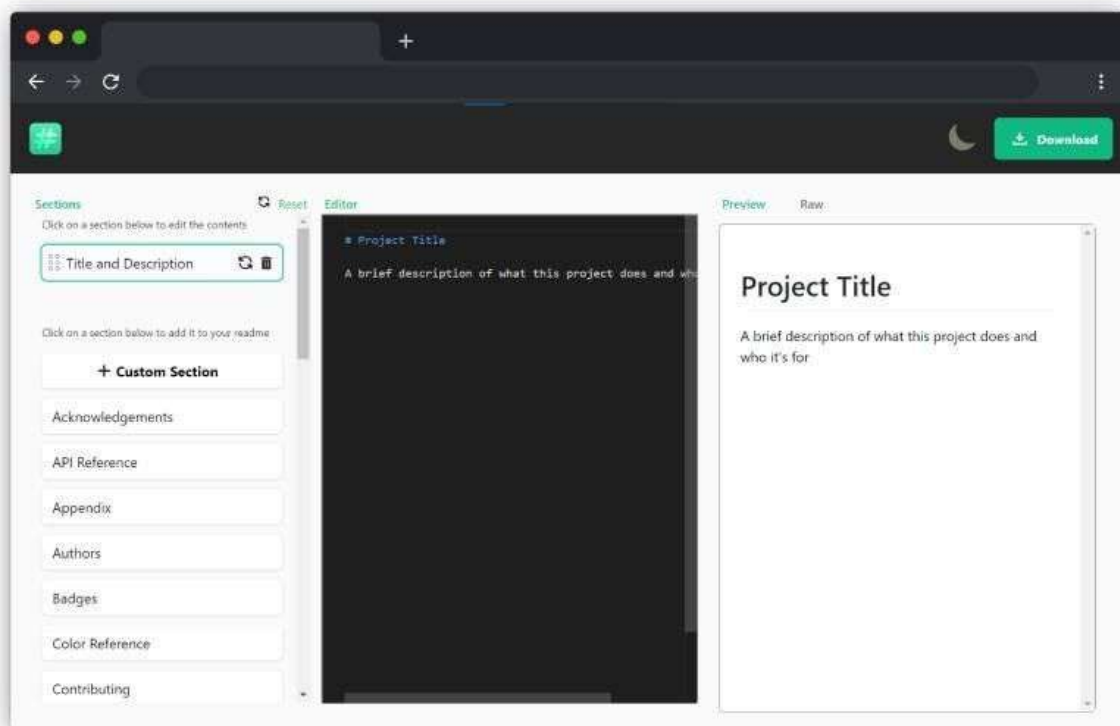 Download
Sections
Reset
Click on a section below to edit the contents
Title and Description
Click on a section below to add it to your readme
+ Custom Section
Acknowledgements
API Reference
Appendix
Authors
Badges
Color Reference
Contributing
Editor
# Project Title
A brief description of what this project does and who
Preview Raw
Project Title
A brief description of what this project does and
who it's for